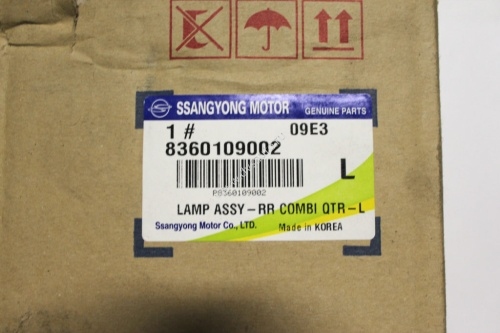 SSANGYONG MOTOR GENUINE PARTS
1 # 09E3
8360109002
L
P8360109002
LAMP ASSY-RR COMBI QTR-L
Ssangyong Motor Co., LTD. Made in KOREA